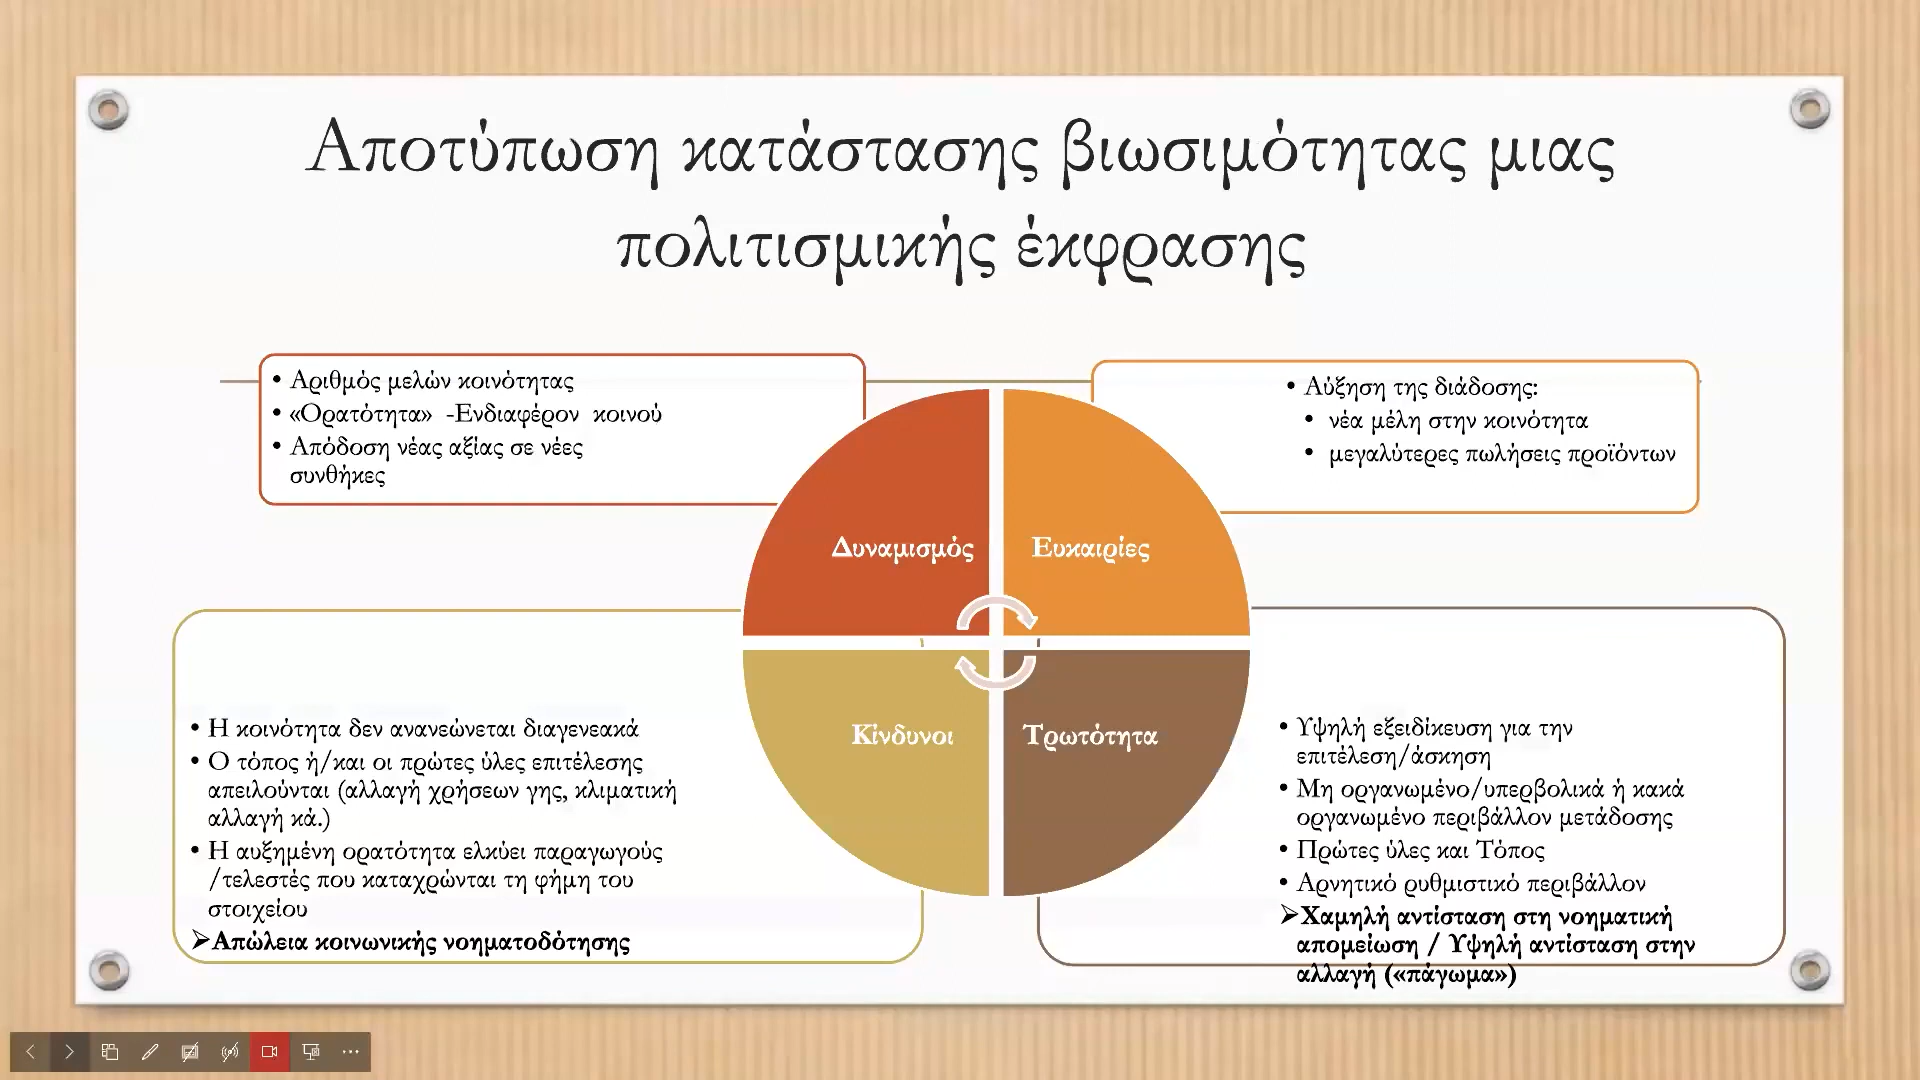 Αποτύπωση κατάστασης βιωσιμότητας μιας
πολιτισμικής έκφρασης
• Αριθμός μελών κοινότητας
• «Ορατότητα» -Ενδιαφέρον κοινού
• Απόδοση νέας αξίας σε νέες
συνθήκες
• Αύξηση της διάδοσης:
• νέα μέλη στην κοινότητα
• μεγαλύτερες πωλήσεις προϊόντων
Δυναμισμός
Ευκαιρίες
Κίνδυνοι
Τρωτότητα
• Η κοινότητα δεν ανανεώνεται διαγενεακά
• Ο τόπος ή/και οι πρώτες ύλες επιτέλεσης
απειλούνται (αλλαγή χρήσεων γης, κλιματική
αλλαγή κά.)
• Η αυξημένη ορατότητα ελκύει παραγωγούς
/τελεστές που καταχρώνται τη φήμη του
στοιχείου
➢Απώλεια κοινωνικής νοηματοδότησης
• Υψηλή εξειδίκευση για την
επιτέλεση/άσκηση
• Μη οργανωμένο/υπερβολικά ή κακά
οργανωμένο περιβάλλον μετάδοσης
• Πρώτες ύλες και Τόπος
• Αρνητικό ρυθμιστικό περιβάλλον
➢Χαμηλή αντίσταση στη νοηματική
απομείωση / Υψηλή αντίσταση στην
αλλαγή («πάγωμα»)